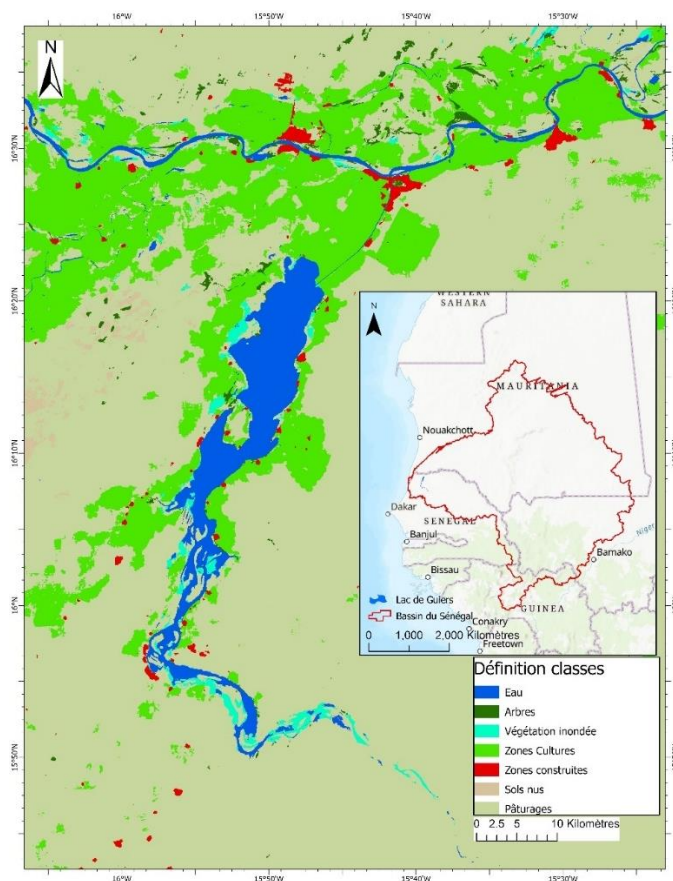 16°W
15°50'W
15°40'W
15°30'W
N
16°30'N
16°20'N
16°10'N
16°N
15°50'N
N
WESTERN
SAHARA
MAURITANIA
Nouakchott
Dakar
SENEGAL
Banjul
Bissau
Niger
Bamako
GUINEA
Conakry
Freetown
Lac de Guiers
Bassin du Sénégal
0 1,000 2,000 Kilomètres
Définition classes
Eau
Arbres
Végétation inondée
Zones Cultures
Zones construites
Sols nus
Pâturages
0 2.5 5 10 Kilomètres
16°W
15°50'W
15°40'W
15°30'W